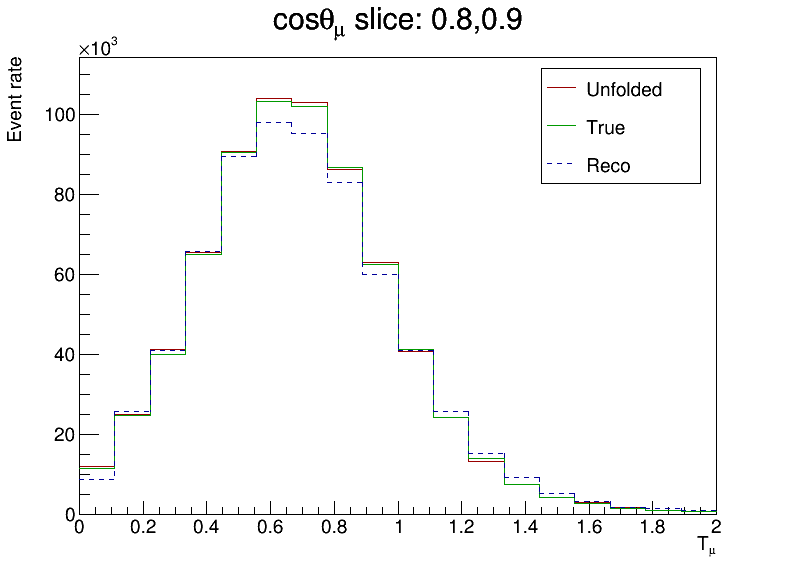 cosθμ slice: 0.8,0.9
×10³
Event rate
Unfolded
True
Reco
100
80
60
40
20
0
0 0.2 0.4 0.6 0.8 1 1.2 1.4 1.6 1.8 2
Tμ